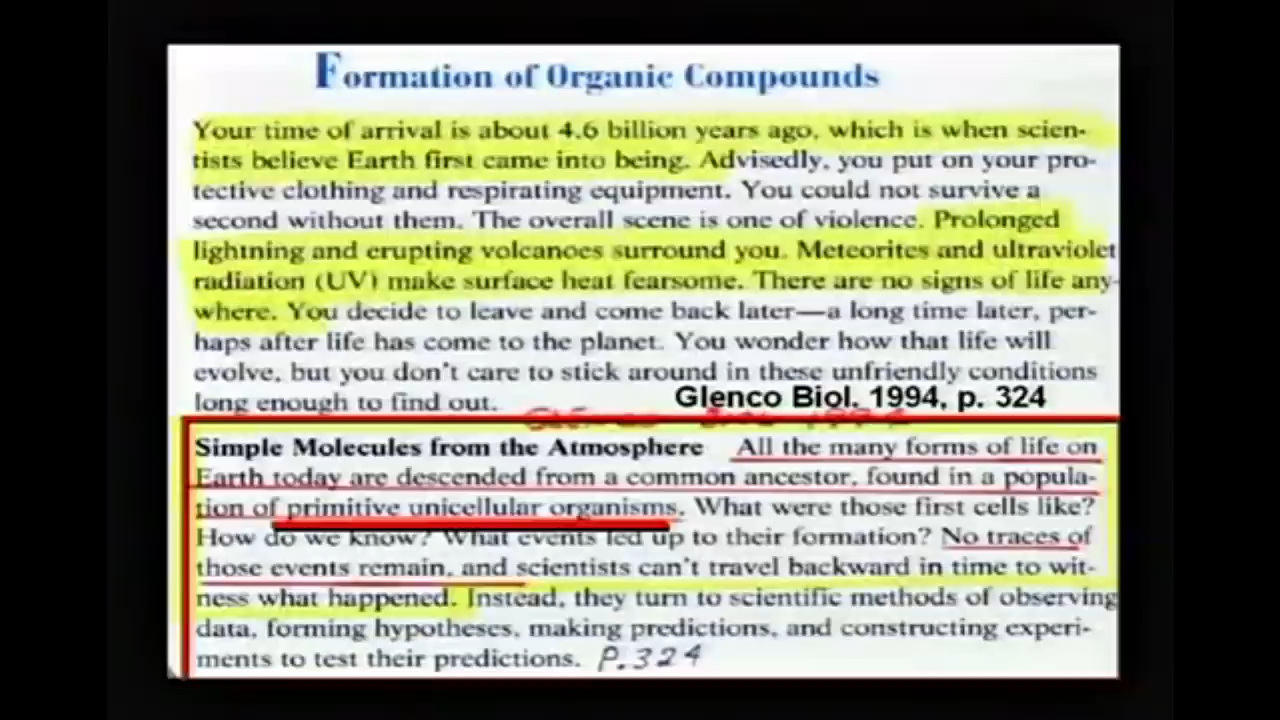 Formation of Organic Compounds
Your time of arrival is about 4.6 billion years ago, which is when scien-
tists believe Earth first came into being. Advisedly, you put on your pro-
tective clothing and respirating equipment. You could not survive a
second without them. The overall scene is one of violence. Prolonged
lightning and erupting volcanoes surround you. Meteorites and ultraviolet
radiation (UV) make surface heat fearsome. There are no signs of life any-
where. You decide to leave and come back later—a long time later, per-
haps after life has come to the planet. You wonder how that life will
evolve, but you don't care to stick around in these unfriendly conditions
long enough to find out.
Glenco Biol. 1994, p. 324
Simple Molecules from the Atmosphere All the many forms of life on
Earth today are descended from a common ancestor, found in a popula-
tion of primitive unicellular organisms. What were those first cells like?
How do we know? What events led up to their formation? No traces of
those events remain, and scientists can't travel backward in time to wit-
ness what happened. Instead, they turn to scientific methods of observing
data, forming hypotheses, making predictions, and constructing experi-
ments to test their predictions. P.324